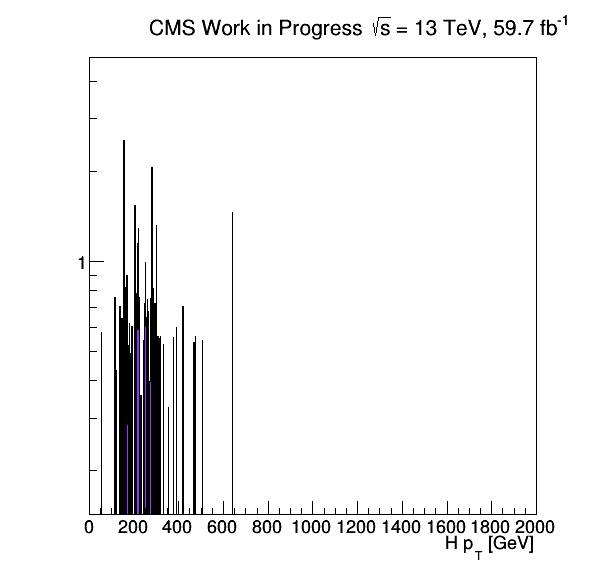 CMS Work in Progress √s = 13 TeV, 59.7 fb⁻¹
1
0 200 400 600 800 1000 1200 1400 1600 1800 2000
H p_T [GeV]